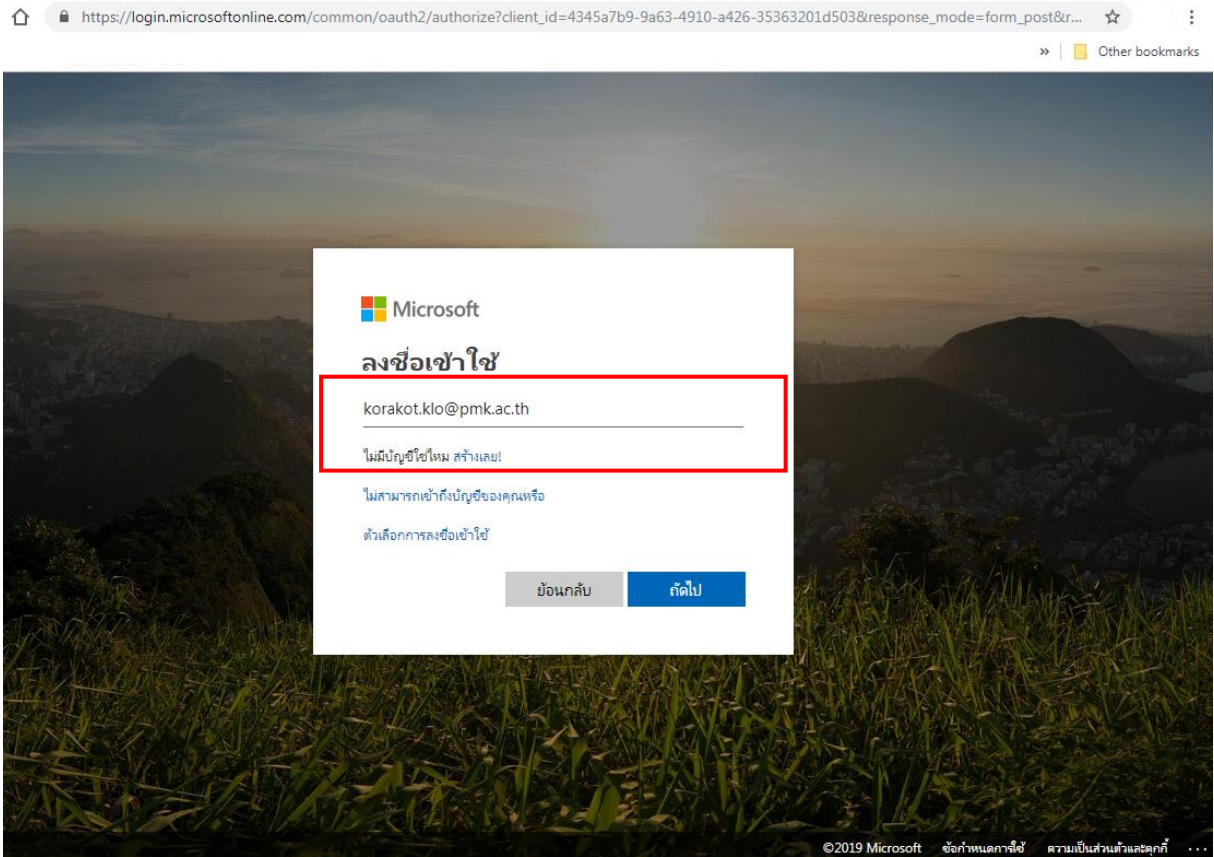 https://login.microsoftonline.com/common/oauth2/authorize?client_id=4345a7b9-9a63-4910-a426-35363201d503&response_mode=form_post&r...
» Other bookmarks
Microsoft
ลงชื่อเข้าใช้
korakot.klo@pmk.ac.th
ไม่มีบัญชีใช่ไหม สร้างเลย!
ไม่สามารถเข้าถึงบัญชีของคุณหรือ
ตัวเลือกการลงชื่อเข้าใช้
ย้อนกลับ ถัดไป
©2019 Microsoft ข้อกำหนดการใช้ ความเป็นส่วนตัวและคุกกี้ ...